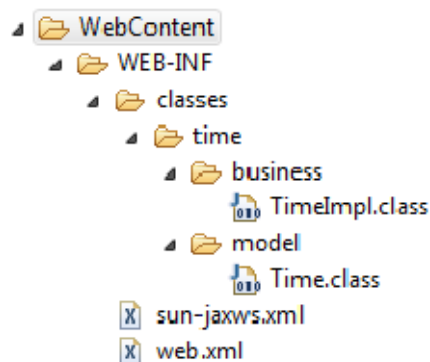 WebContent
WEB-INF
classes
time
business
TimeImpl.class
model
Time.class
sun-jaxws.xml
web.xml